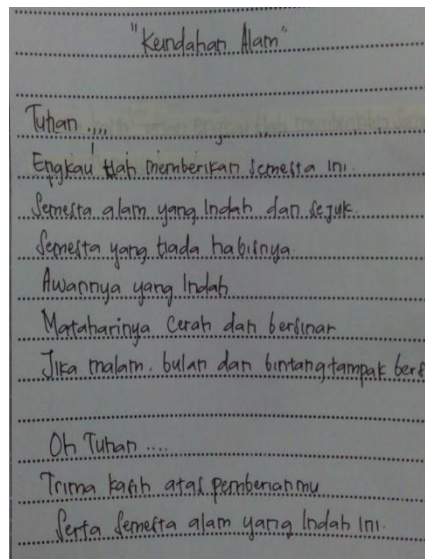 "Keindahan Alam"
Tuhan ....
Engkau tlah memberikan semesta ini.
Semesta alam yang Indah dan sejuk.
Semesta yang tiada habisnya
Awannya yang Indah
Mataharinya Cerah dan bersinar
Jika malam. bulan dan bintang tampak bers
Oh Tuhan ....
Trima kasih atas pemberianmu
Serta Semesta alam yang Indah Ini.